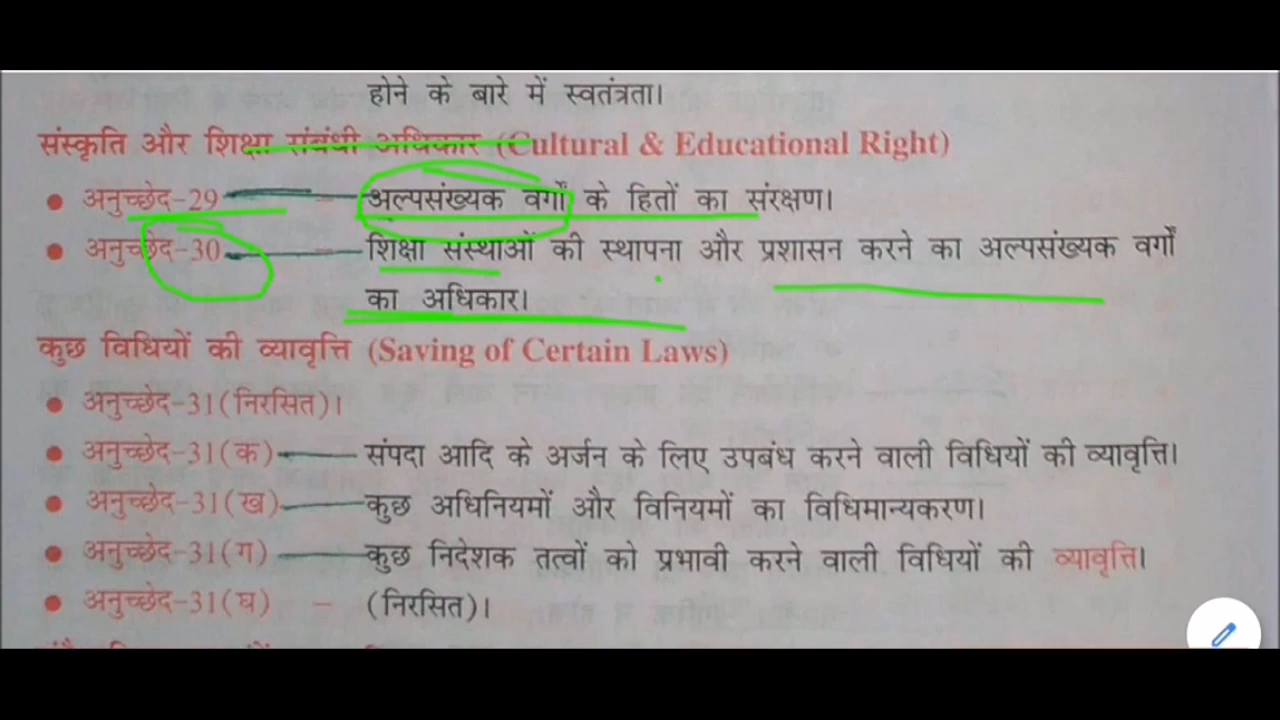 होने के बारे में स्वतंत्रता।
संस्कृति और शिक्षा संबंधी अधिकार (Cultural & Educational Right)
• अनुच्छेद-29 – अल्पसंख्यक वर्गों के हितों का संरक्षण।
• अनुच्छेद-30 – शिक्षा संस्थाओं की स्थापना और प्रशासन करने का अल्पसंख्यक वर्गों
का अधिकार।
कुछ विधियों की व्यावृत्ति (Saving of Certain Laws)
• अनुच्छेद-31(निरसित)।
• अनुच्छेद-31(क) – संपदा आदि के अर्जन के लिए उपबंध करने वाली विधियों की व्यावृत्ति।
• अनुच्छेद-31(ख) – कुछ अधिनियमों और विनियमों का विधिमान्यकरण।
• अनुच्छेद-31(ग) – कुछ निदेशक तत्वों को प्रभावी करने वाली विधियों की व्यावृत्ति।
• अनुच्छेद-31(घ) – (निरसित)।